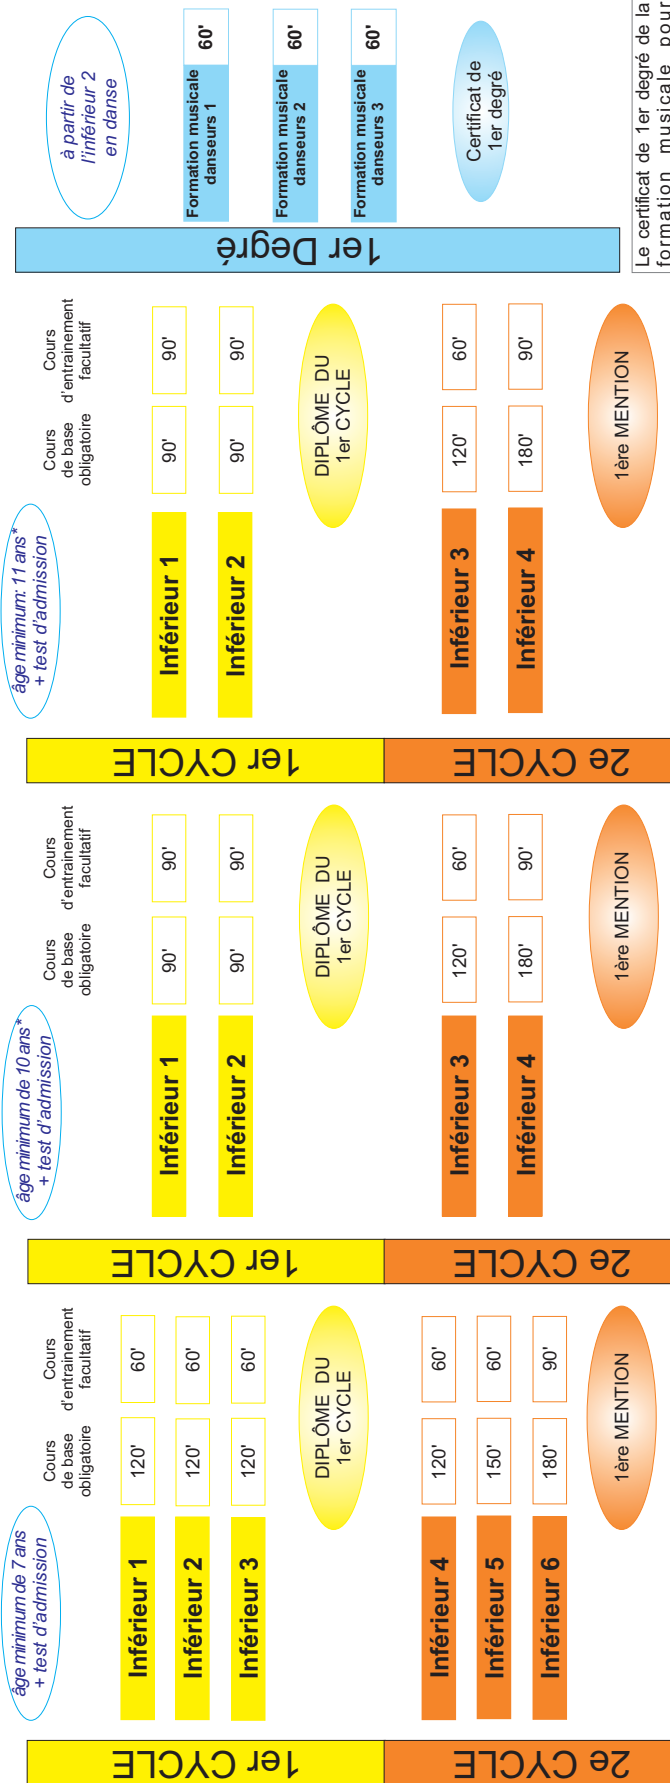 âge minimum de 7 ans
+ test d'admission
Cours
de base
obligatoire
Cours
d'entrainement
facultatif
1er CYCLE
Inférieur 1
120'
60'
Inférieur 2
120'
60'
Inférieur 3
120'
60'
DIPLÔME DU
1er CYCLE
2e CYCLE
Inférieur 4
120'
60'
Inférieur 5
150'
60'
Inférieur 6
180'
90'
1ère MENTION
âge minimum de 10 ans*
+ test d'admission
Cours
de base
obligatoire
Cours
d'entrainement
facultatif
1er CYCLE
Inférieur 1
90'
90'
Inférieur 2
90'
90'
DIPLÔME DU
1er CYCLE
2e CYCLE
Inférieur 3
120'
60'
Inférieur 4
180'
90'
1ère MENTION
âge minimum: 11 ans*
+ test d'admission
Cours
de base
obligatoire
Cours
d'entrainement
facultatif
1er CYCLE
Inférieur 1
90'
90'
Inférieur 2
90'
90'
DIPLÔME DU
1er CYCLE
2e CYCLE
Inférieur 3
120'
60'
Inférieur 4
180'
90'
1ère MENTION
à partir de
l'inférieur 2
en danse
1er Degré
Formation musicale
danseurs 1
60'
Formation musicale
danseurs 2
60'
Formation musicale
danseurs 3
60'
Certificat de
1er degré
Le certificat de 1er degré de la
formation musicale pour